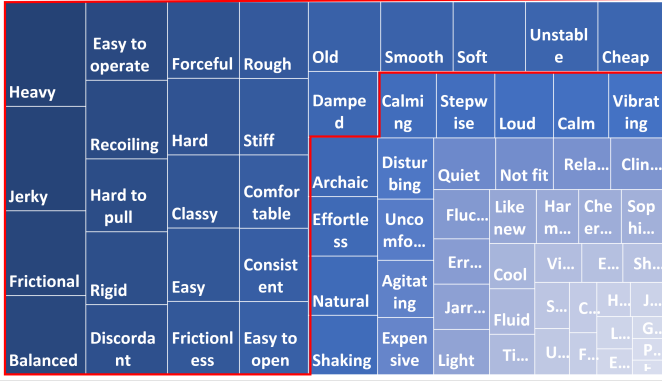 Heavy
Jerky
Frictional
Balanced
Easy to
operate
Recoiling
Hard to
pull
Rigid
Discorda
nt
Forceful
Hard
Classy
Easy
Frictionl
ess
Rough
Stiff
Comfor
table
Consist
ent
Easy to
open
Old
Smooth
Soft
Unstabl
e
Cheap
Dampe
d
Calmi
ng
Stepw
ise
Loud
Calm
Vibrat
ing
Archaic
Effortle
ss
Natural
Shaking
Distur
bing
Unco
mfo...
Agitat
ing
Expen
sive
Quiet
Not fit
Rela...
Clin...
Fluc...
Err...
Jarr...
Light
Like
new
Har
m...
Che
er...
Sop
hi...
Cool
Fluid
Ti...
Vi...
E...
Sh...
S...
C...
H...
J...
U...
F...
L...
G...
E...
P...